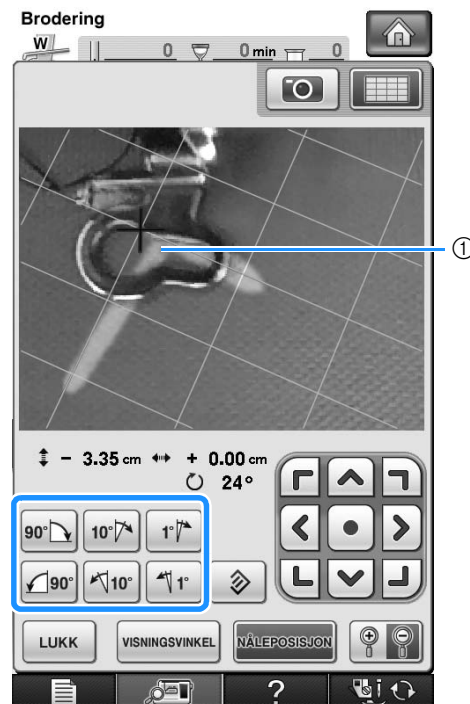 Brodering
W 0 0 min 0
①
- 3.35 cm + 0.00 cm
24°
90° 10° 1°
90° 10° 1°
LUKK VISNINGSVINKEL NÅLEPOSISJON
?